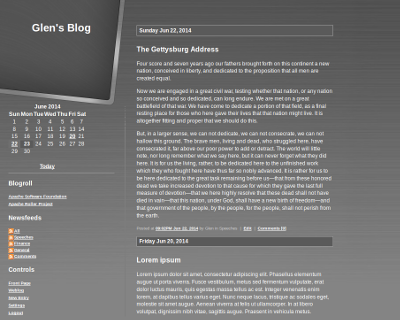 Glen's Blog
June 2014
Sun Mon Tue Wed Thu Fri Sat
1 2 3 4 5 6 7
8 9 10 11 12 13 14
15 16 17 18 19 20 21
22 23 24 25 26 27 28
29 30
Today
Blogroll
Apache Software Foundation
Apache Roller Project
Newsfeeds
All
Speeches
Finance
General
Comments
Controls
Front Page
Weblog
New Entry
Settings
Logout
Sunday Jun 22, 2014
The Gettysburg Address
Four score and seven years ago our fathers brought forth on this continent a new
nation, conceived in liberty, and dedicated to the proposition that all men are
created equal.
Now we are engaged in a great civil war, testing whether that nation, or any nation
so conceived and so dedicated, can long endure. We are met on a great
battlefield of that war. We have come to dedicate a portion of that field, as a final
resting place for those who here gave their lives that that nation might live. It is
altogether fitting and proper that we should do this.
But, in a larger sense, we can not dedicate, we can not consecrate, we can not
hallow this ground. The brave men, living and dead, who struggled here, have
consecrated it, far above our poor power to add or detract. The world will little
note, nor long remember what we say here, but it can never forget what they did
here. It is for us the living, rather, to be dedicated here to the unfinished work
which they who fought here have thus far so nobly advanced. It is rather for us to
be here dedicated to the great task remaining before us—that from these honored
dead we take increased devotion to that cause for which they gave the last full
measure of devotion—that we here highly resolve that these dead shall not have
died in vain—that this nation, under God, shall have a new birth of freedom—and
that government of the people, by the people, for the people, shall not perish from
the earth.
Posted at Jun 22, 2014 by Glen in Speeches | Edit | Comments [0]
Friday Jun 20, 2014
Lorem ipsum
Lorem ipsum dolor sit amet, consectetur adipiscing elit. Phasellus elementum
augue at porta viverra. Fusce vestibulum, metus sed fermentum vulputate, erat
dolor luctus mauris, quis egestas massa tellus ac est. Integer venenatis enim
lorem, at dapibus tellus varius eget. Nunc neque lacus, tristique ac sodales eget,
molestie sit amet augue. Aenean viverra at felis ut ullamcorper. In at libero
volutpat, dignissim nibh vitae, sagittis augue. Praesent in vehicula metus.